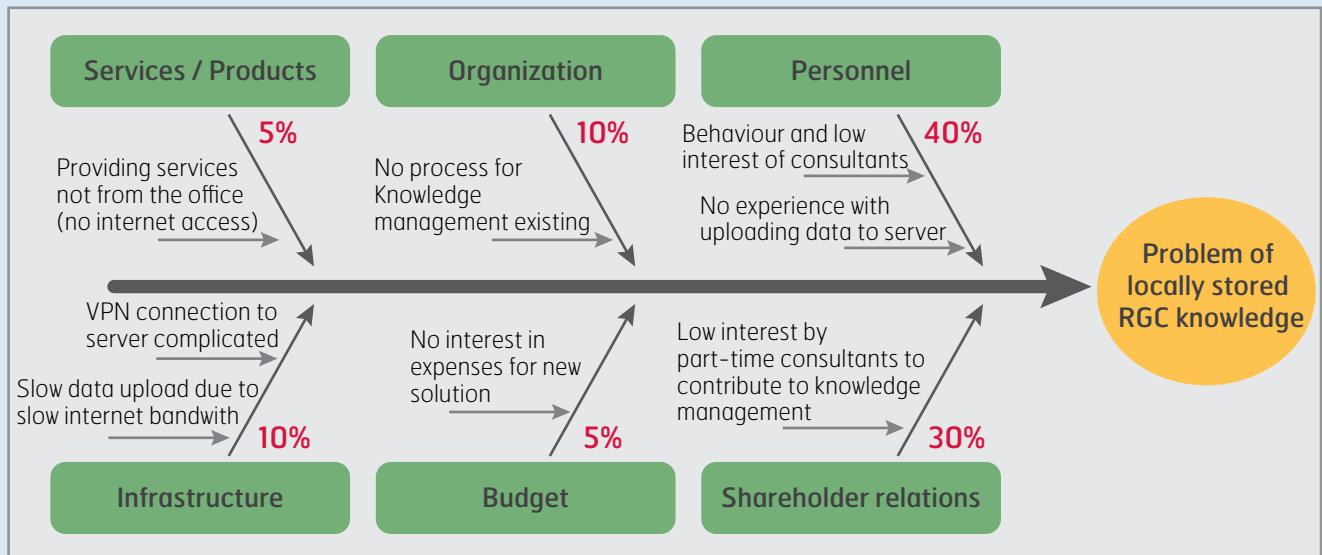 Services / Products
Organization
Personnel
5%
10%
40%
Providing services
not from the office
(no internet access)
No process for
Knowledge
management existing
Behaviour and low
interest of consultants
No experience with
uploading data to server
Problem of
locally stored
RGC knowledge
VPN connection to
server complicated
Slow data upload due to
slow internet bandwith
10%
No interest in
expenses for new
solution
5%
Low interest by
part-time consultants to
contribute to knowledge
management
30%
Infrastructure
Budget
Shareholder relations